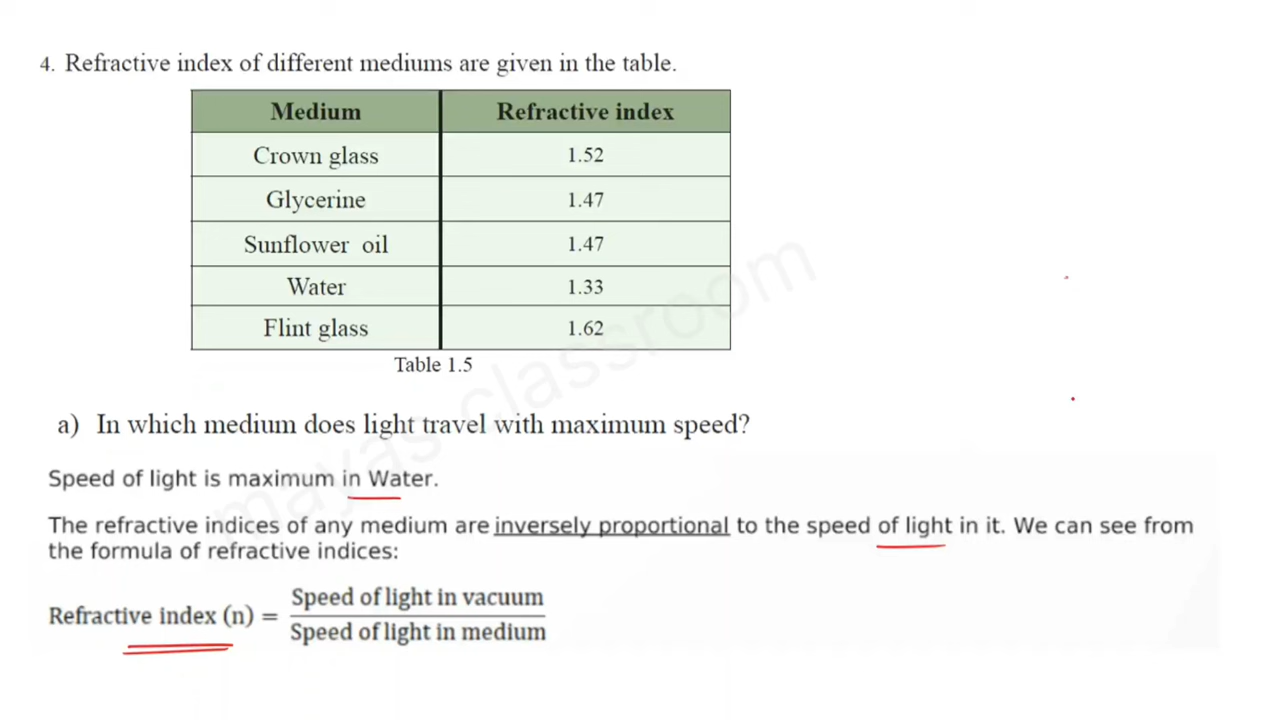 4. Refractive index of different mediums are given in the table.
Medium Refractive index
Crown glass 1.52
Glycerine 1.47
Sunflower oil 1.47
Water 1.33
Flint glass 1.62
Table 1.5
mayas classroom
a) In which medium does light travel with maximum speed?
Speed of light is maximum in Water.
The refractive indices of any medium are inversely proportional to the speed of light in it. We can see from
the formula of refractive indices:
Refractive index (n) = Speed of light in vacuum
Speed of light in medium